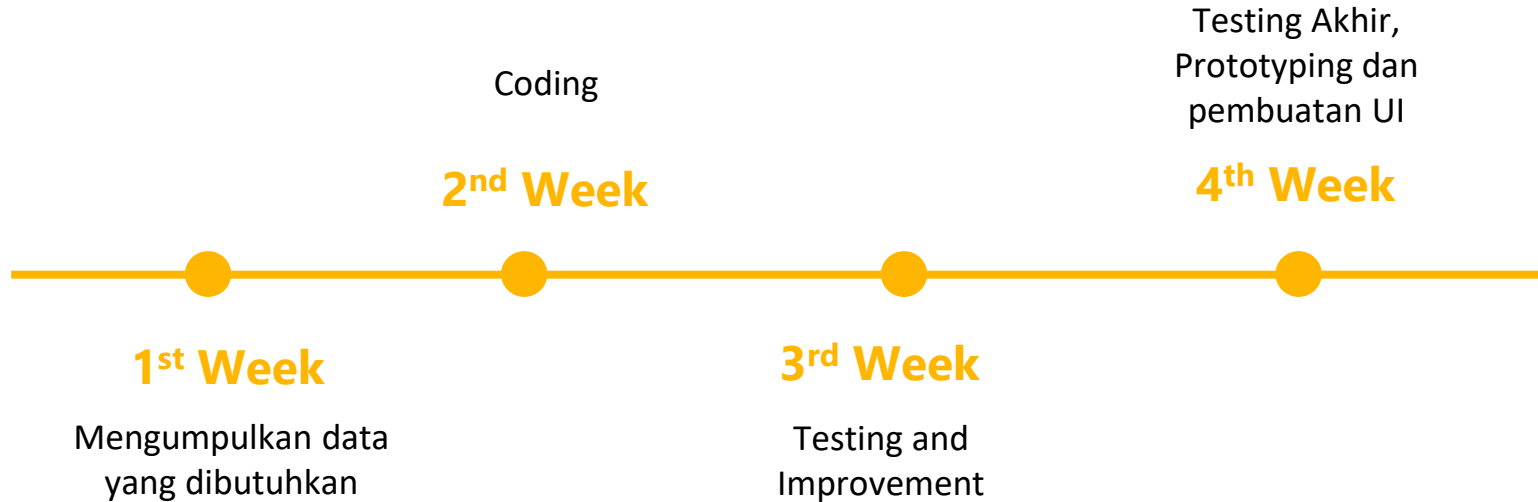 1st Week
Mengumpulkan data
yang dibutuhkan
Coding
2nd Week
3rd Week
Testing and
Improvement
Testing Akhir,
Prototyping dan
pembuatan UI
4th Week